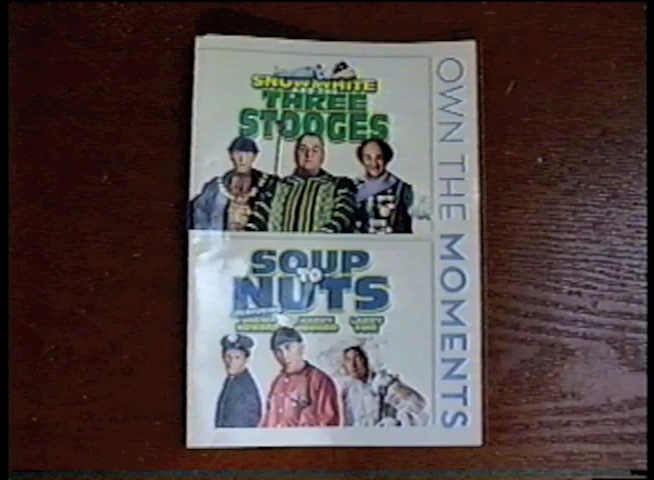 SNOW WHITE
THREE
STOOGES
SOUP
TO
NUTS
OWN THE MOMENTS